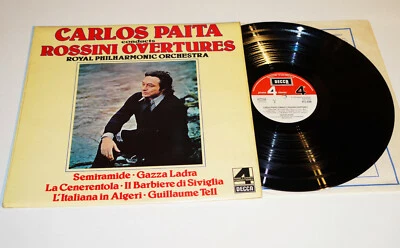 CARLOS PAITA
conducts
ROSSINI OVERTURES
ROYAL PHILHARMONIC ORCHESTRA
Semiramide · Gazza Ladra
La Cenerentola · Il Barbiere di Siviglia
L'Italiana in Algeri · Guillaume Tell
4
DECCA
DECCA
4